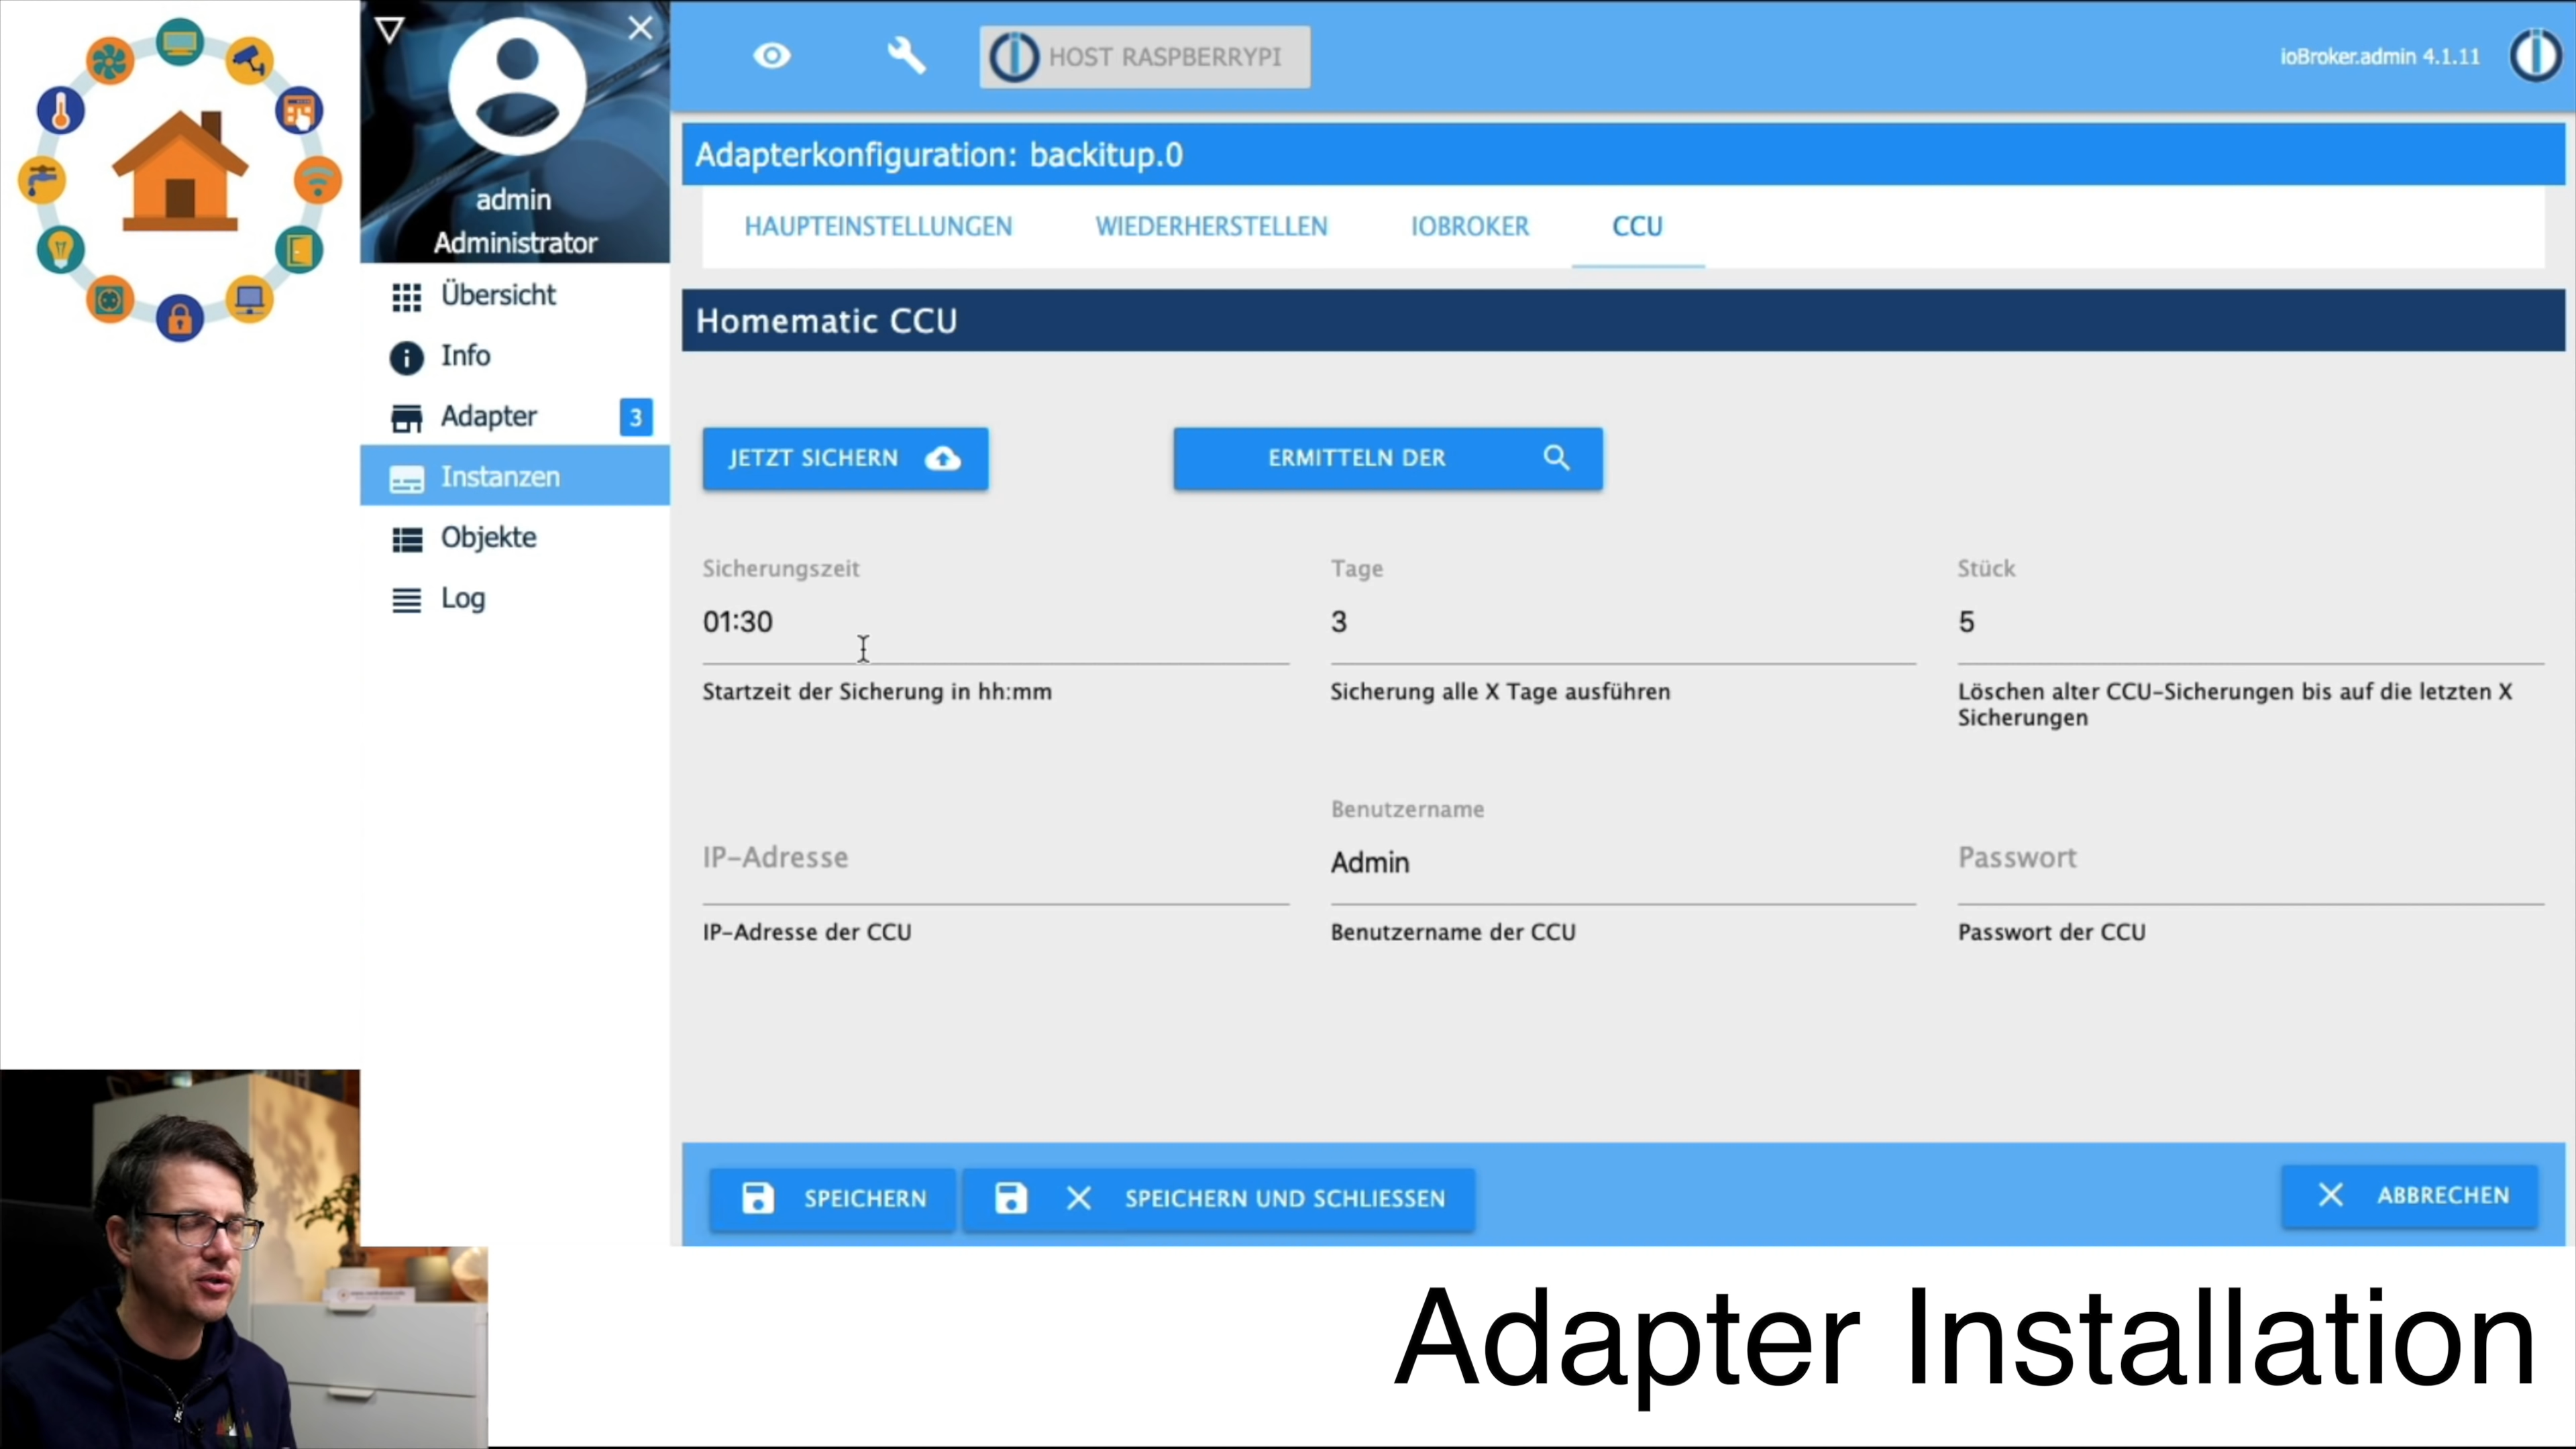 HOST RASPBERRYPI
ioBroker.admin 4.1.11
admin
Administrator
Übersicht
Info
Adapter 3
Instanzen
Objekte
Log
Adapterkonfiguration: backitup.0
HAUPTEINSTELLUNGEN WIEDERHERSTELLEN IOBROKER CCU
Homematic CCU
JETZT SICHERN ERMITTELN DER
Sicherungszeit Tage Stück
01:30 3 5
Startzeit der Sicherung in hh:mm Sicherung alle X Tage ausführen Löschen alter CCU-Sicherungen bis auf die letzten X
Sicherungen
Benutzername
IP-Adresse Admin Passwort
IP-Adresse der CCU Benutzername der CCU Passwort der CCU
SPEICHERN SPEICHERN UND SCHLIESSEN ABBRECHEN
Adapter Installation